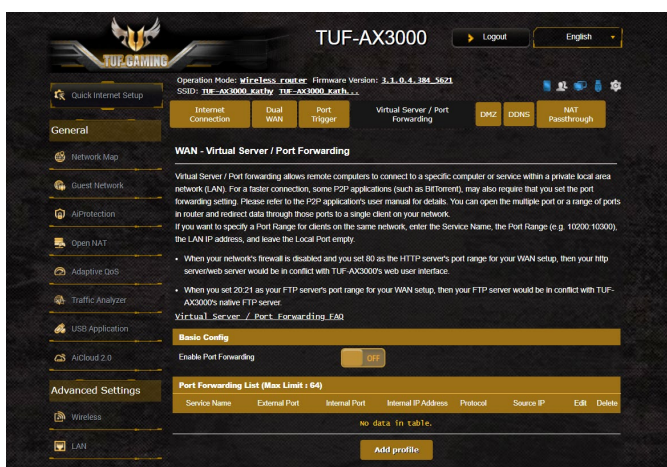 TUF GAMING
TUF-AX3000
Logout
English
Quick Internet Setup
General
Network Map
Guest Network
AiProtection
Open NAT
Adaptive QoS
Traffic Analyzer
USB Application
AiCloud 2.0
Advanced Settings
Wireless
LAN
Operation Mode: Wireless router Firmware Version: 3.1.0.4.384_5621
SSID: TUF-AX3000_Kathy TUF-AX3000_Kath...
Internet Connection
Dual WAN
Port Trigger
Virtual Server / Port Forwarding
DMZ
DDNS
NAT Passthrough
WAN - Virtual Server / Port Forwarding
Virtual Server / Port forwarding allows remote computers to connect to a specific computer or service within a private local area
network (LAN). For a faster connection, some P2P applications (such as BitTorrent), may also require that you set the port
forwarding setting. Please refer to the P2P application's user manual for details. You can open the multiple port or a range of ports
in router and redirect data through those ports to a single client on your network.
If you want to specify a Port Range for clients on the same network, enter the Service Name, the Port Range (e.g. 10200:10300),
the LAN IP address, and leave the Local Port empty.
• When your network's firewall is disabled and you set 80 as the HTTP server's port range for your WAN setup, then your http
server/web server would be in conflict with TUF-AX3000's web user interface.
• When you set 20:21 as your FTP server's port range for your WAN setup, then your FTP server would be in conflict with TUF-
AX3000's native FTP server.
Virtual Server / Port Forwarding FAQ
Basic Config
Enable Port Forwarding
OFF
Port Forwarding List (Max Limit : 64)
Service Name External Port Internal Port Internal IP Address Protocol Source IP Edit Delete
No data in table.
Add profile